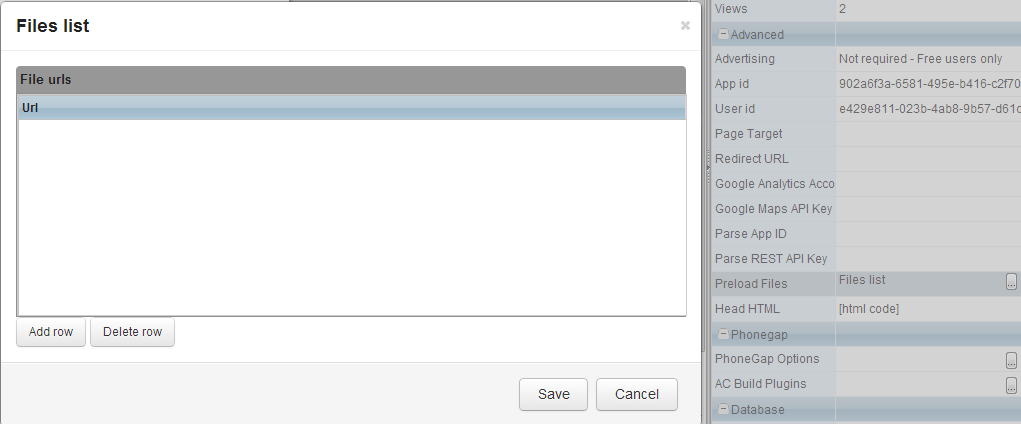 Files list
File urls
Url
Add row
Delete row
Save
Cancel
Views 2
Advanced
Advertising Not required - Free users only
App id 902a6f3a-6581-495e-b416-c2f70
User id e429e811-023b-4ab8-9b57-d61c
Page Target
Redirect URL
Google Analytics Acco
Google Maps API Key
Parse App ID
Parse REST API Key
Preload Files Files list ...
Head HTML [html code]
Phonegap
PhoneGap Options ...
AC Build Plugins ...
Database